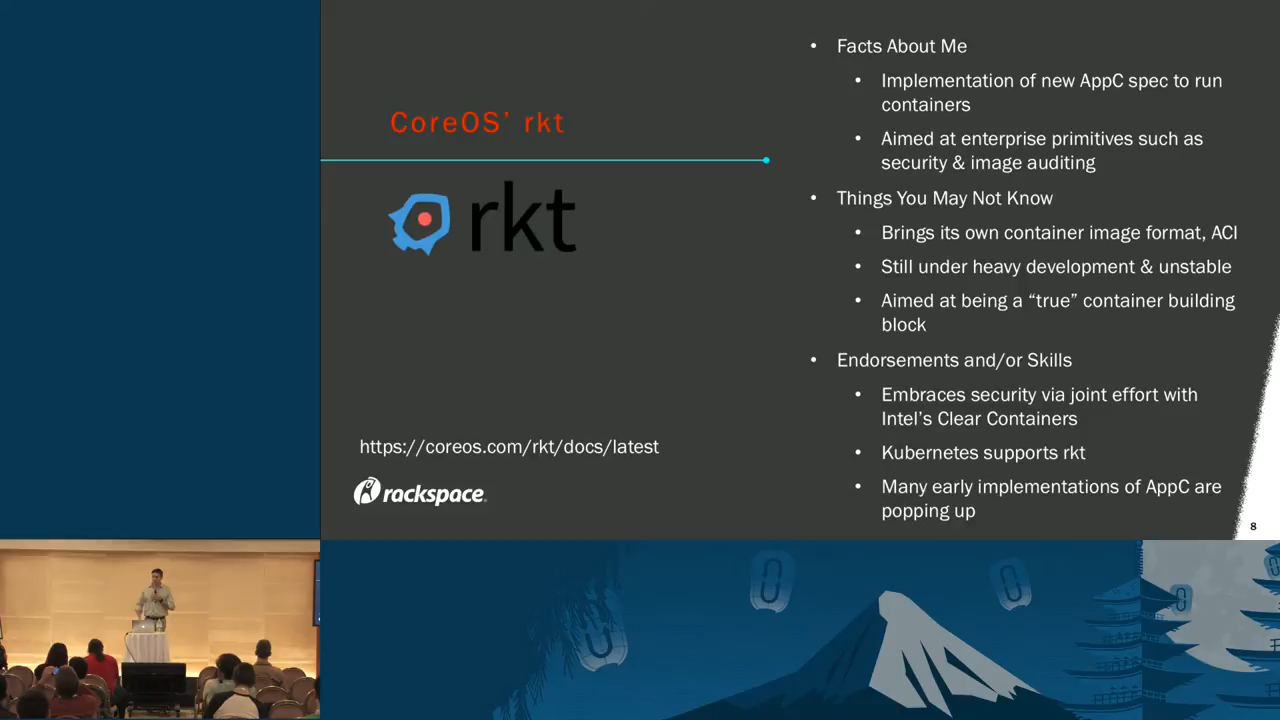 CoreOS’ rkt
rkt
https://coreos.com/rkt/docs/latest
rackspace
• Facts About Me
• Implementation of new AppC spec to run
containers
• Aimed at enterprise primitives such as
security & image auditing
• Things You May Not Know
• Brings its own container image format, ACI
• Still under heavy development & unstable
• Aimed at being a “true” container building
block
• Endorsements and/or Skills
• Embraces security via joint effort with
Intel’s Clear Containers
• Kubernetes supports rkt
• Many early implementations of AppC are
popping up
8